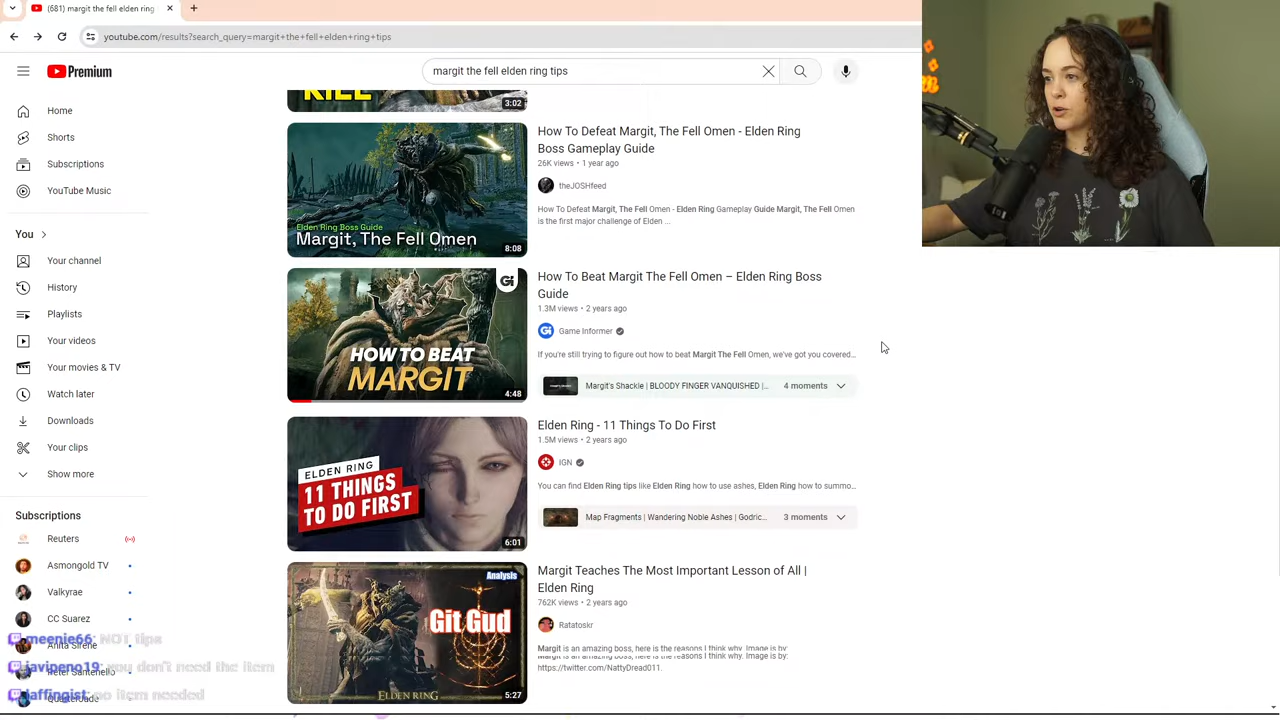 (681) margit the fell elden ring
youtube.com/results?search_query=margit+the+fell+elden+ring+tips
Premium
margit the fell elden ring tips
Home
Shorts
Subscriptions
YouTube Music
You
Your channel
History
Playlists
Your videos
Your movies & TV
Watch later
Downloads
Your clips
Show more
Subscriptions
Reuters
Asmongold TV
Valkyrae
CC Suarez
meenie66: NOT tips
javipeno19: you don't need the item
jaffingist: no item needed
KILL
3:02
Elden Ring Boss Guide
Margit, The Fell Omen
8:08
How To Defeat Margit, The Fell Omen - Elden Ring
Boss Gameplay Guide
26K views • 1 year ago
theJOSHfeed
How To Defeat Margit, The Fell Omen - Elden Ring Gameplay Guide Margit, The Fell Omen
is the first major challenge of Elden ...
Gi
HOW TO BEAT
MARGIT
4:48
How To Beat Margit The Fell Omen – Elden Ring Boss
Guide
1.3M views • 2 years ago
Gi
Game Informer
If you're still trying to figure out how to beat Margit The Fell Omen, we've got you covered...
Margit's Shackle | BLOODY FINGER VANQUISHED |...
4 moments
ELDEN RING
11 THINGS
TO DO FIRST
6:01
Elden Ring - 11 Things To Do First
1.5M views • 2 years ago
IGN
You can find Elden Ring tips like Elden Ring how to use ashes, Elden Ring how to summo...
Map Fragments | Wandering Noble Ashes | Godric...
3 moments
Analysis
Git Gud
ELDEN RING
5:27
Margit Teaches The Most Important Lesson of All |
Elden Ring
762K views • 2 years ago
Ratatoskr
Margit is an amazing boss, here is the reasons I think why. Image is by:
https://twitter.com/NattyDread011.